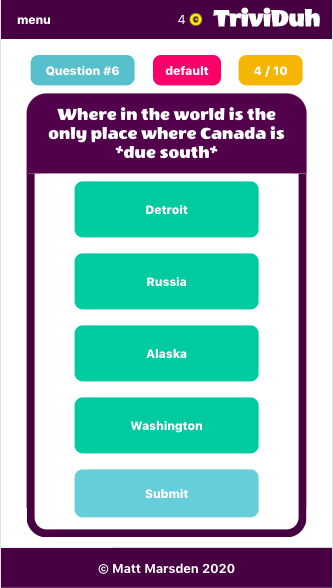 menu
4
TriviDuh
Question #6
default
4 / 10
Where in the world is the
only place where Canada is
*due south*
Detroit
Russia
Alaska
Washington
Submit
© Matt Marsden 2020